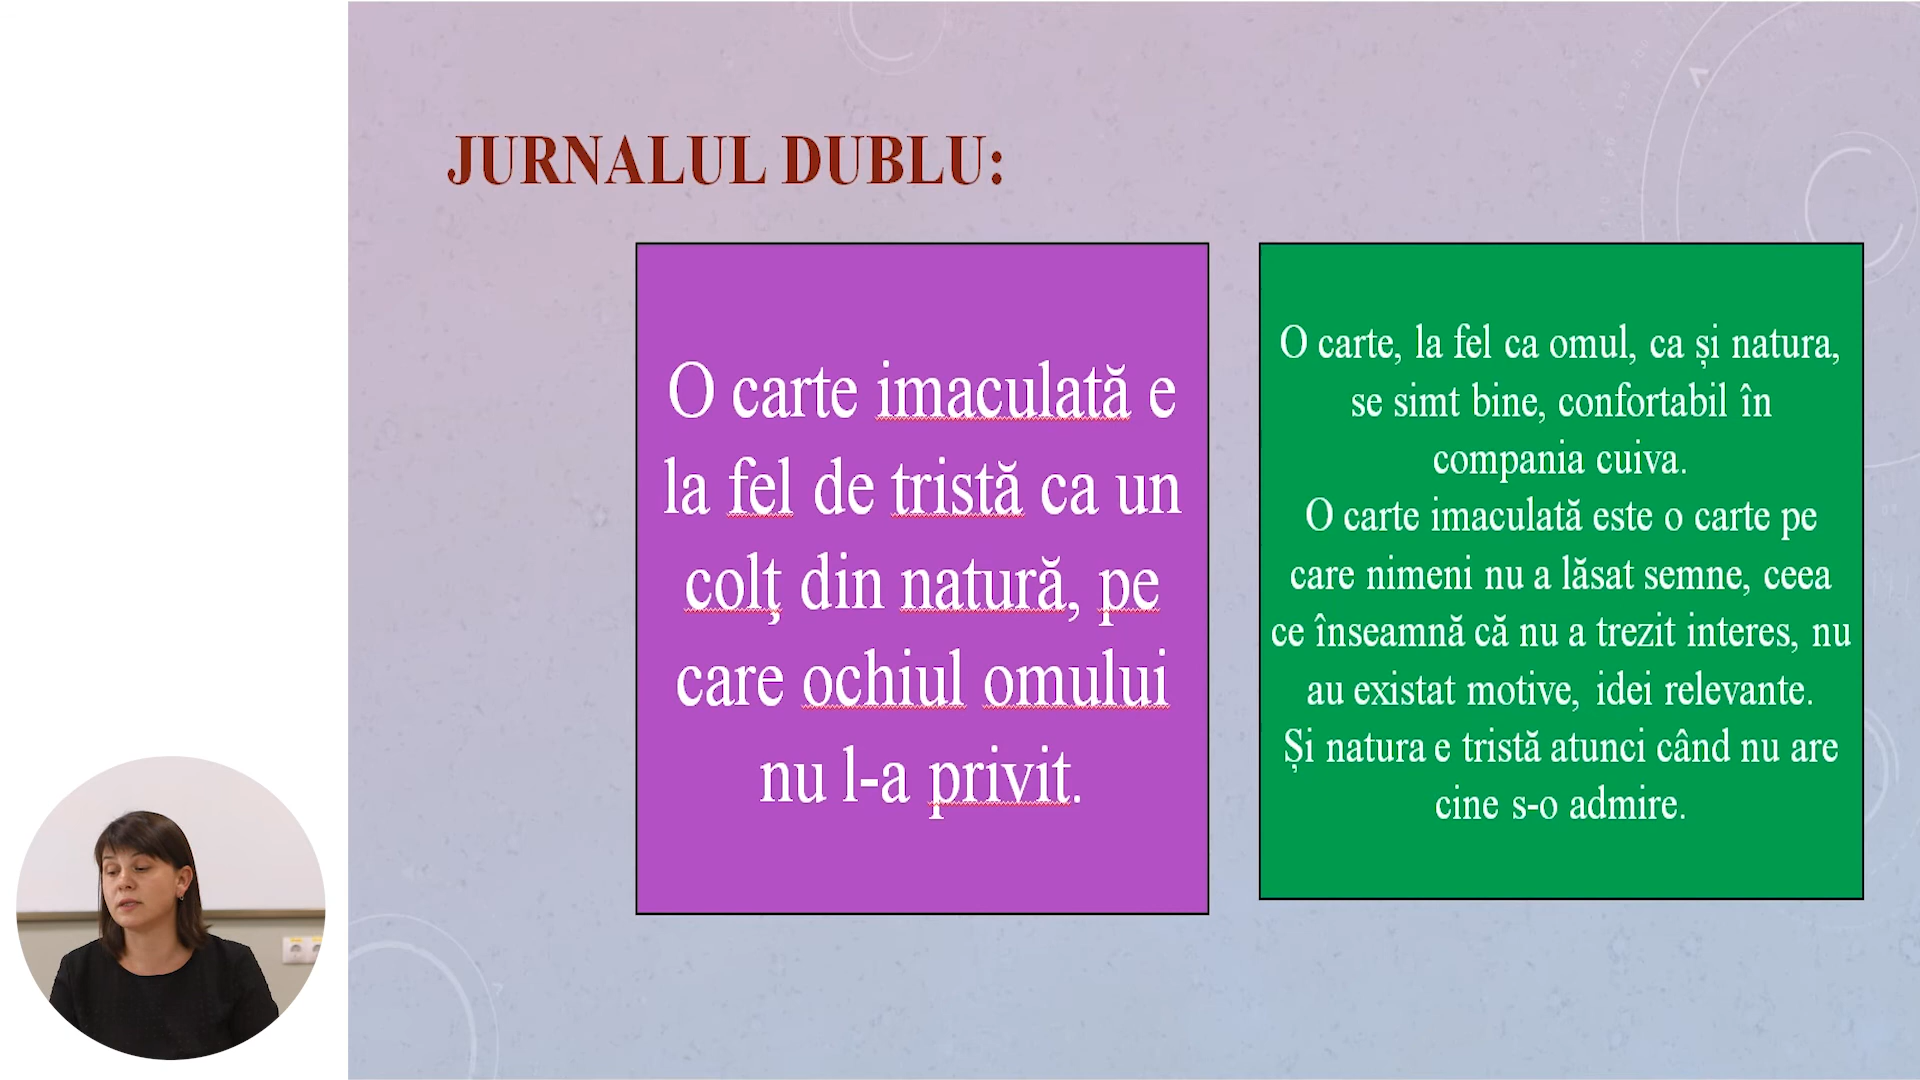 JURNALUL DUBLU:
O carte imaculată e
la fel de tristă ca un
colţ din natură, pe
care ochiul omului
nu l-a privit.
O carte, la fel ca omul, ca și natura,
se simt bine, confortabil în
compania cuiva.
O carte imaculată este o carte pe
care nimeni nu a lăsat semne, ceea
ce înseamnă că nu a trezit interes, nu
au existat motive, idei relevante.
Și natura e tristă atunci când nu are
cine s-o admire.